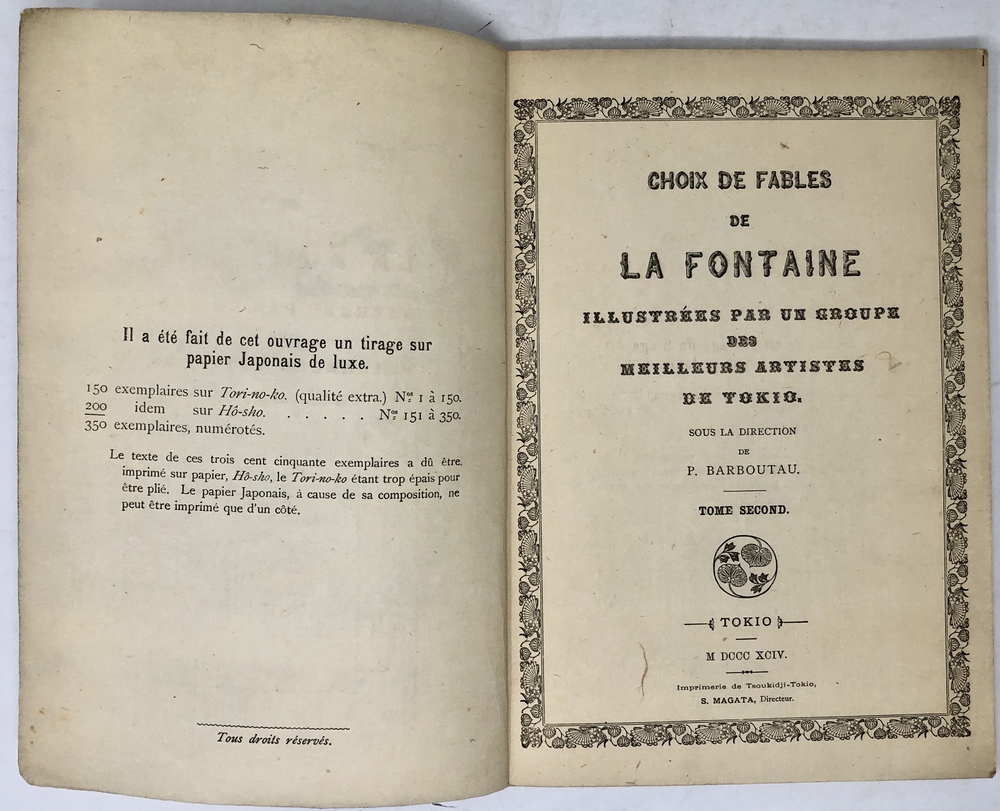 Il a été fait de cet ouvrage un tirage sur
papier Japonais de luxe.
150 exemplaires sur Tori-no-ko. (qualité extra.) Nos 1 à 150.
200 idem sur Hô-sho. . . . . . Nos 151 à 350.
350 exemplaires, numérotés.
Le texte de ces trois cent cinquante exemplaires a dû être.
imprimé sur papier, Hô-sho, le Tori-no-ko étant trop épais pour
être plié. Le papier Japonais, á cause de sa composition, ne
peut être imprimé que d'un côté.
Tous droits réservés.
CHOIX DE FABLES
DE
LA FONTAINE
ILLUSTRÉES PAR UN GROUPE
DES
MEILLEURS ARTISTES
DE TOKIO.
SOUS LA DIRECTION
DE
P. BARBOUTAU.
TOME SECOND.
TOKIO
M DCCC XCIV.
Imprimerie de Tsoukidji-Tokio,
S. MAGATA, Directeur.